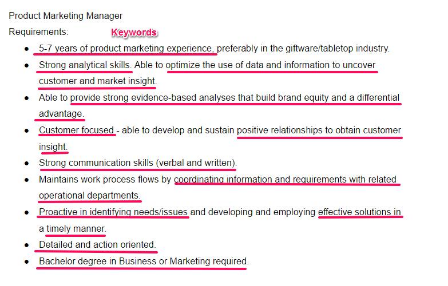 Product Marketing Manager
Requirements: Keywords
● 5-7 years of product marketing experience, preferably in the giftware/tabletop industry.
● Strong analytical skills. Able to optimize the use of data and information to uncover
customer and market insight.
● Able to provide strong evidence-based analyses that build brand equity and a differential
advantage.
● Customer focused - able to develop and sustain positive relationships to obtain customer
insight.
● Strong communication skills (verbal and written).
● Maintains work process flows by coordinating information and requirements with related
operational departments.
● Proactive in identifying needs/issues and developing and employing effective solutions in
a timely manner.
● Detailed and action oriented.
● Bachelor degree in Business or Marketing required.